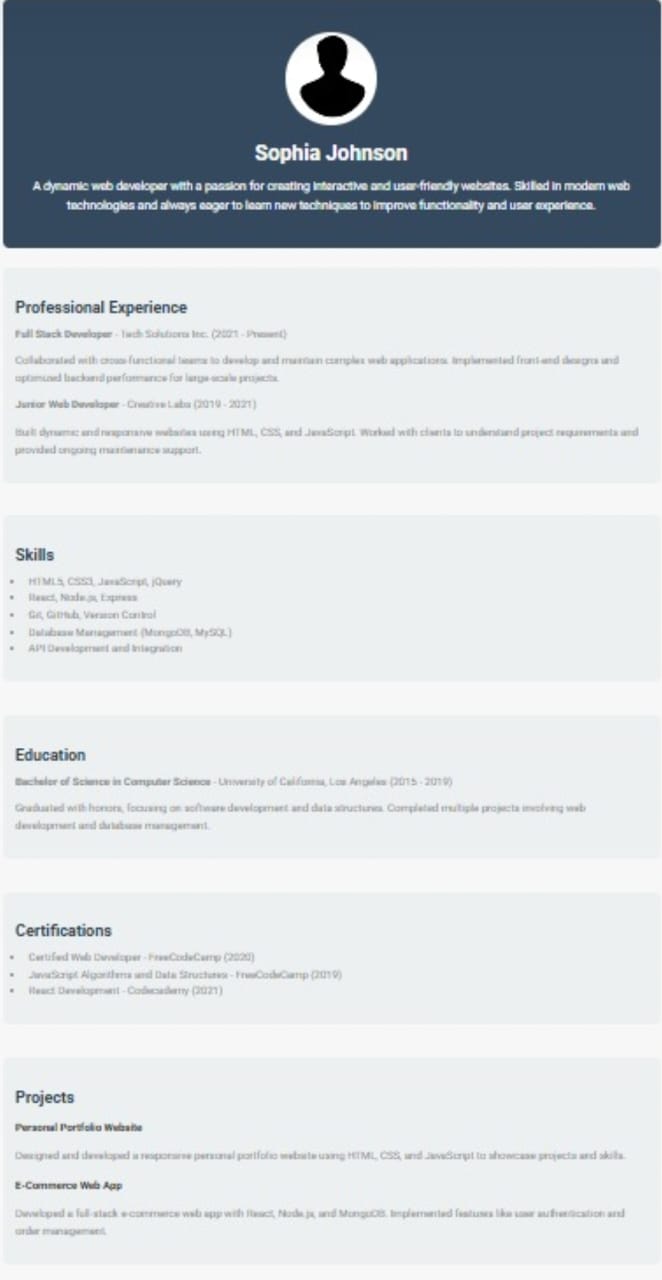 Sophia Johnson
A dynamic web developer with a passion for creating interactive and user-friendly websites. Skilled in modern web
technologies and always eager to learn new techniques to improve functionality and user experience.
Professional Experience
Full Stack Developer - Tech Solutions Inc. (2021 - Present)
Collaborated with cross-functional teams to develop and maintain complex web applications. Implemented front-end designs and
optimized backend performance for large-scale projects.
Junior Web Developer - Creative Labs (2019 - 2021)
Built dynamic and responsive websites using HTML, CSS, and JavaScript. Worked with clients to understand project requirements and
provided ongoing maintenance support.
Skills
• HTML5, CSS3, JavaScript, jQuery
• React, Node.js, Express
• Git, GitHub, Version Control
• Database Management (MongoDB, MySQL)
• API Development and Integration
Education
Bachelor of Science in Computer Science - University of California, Los Angeles (2015 - 2019)
Graduated with honors, focusing on software development and data structures. Completed multiple projects involving web
development and database management.
Certifications
• Certified Web Developer - FreeCodeCamp (2020)
• JavaScript Algorithms and Data Structures - FreeCodeCamp (2019)
• React Development - Codecademy (2021)
Projects
Personal Portfolio Website
Designed and developed a responsive personal portfolio website using HTML, CSS, and JavaScript to showcase projects and skills.
E-Commerce Web App
Developed a full-stack e-commerce web app with React, Node.js, and MongoDB. Implemented features like user authentication and
order management.